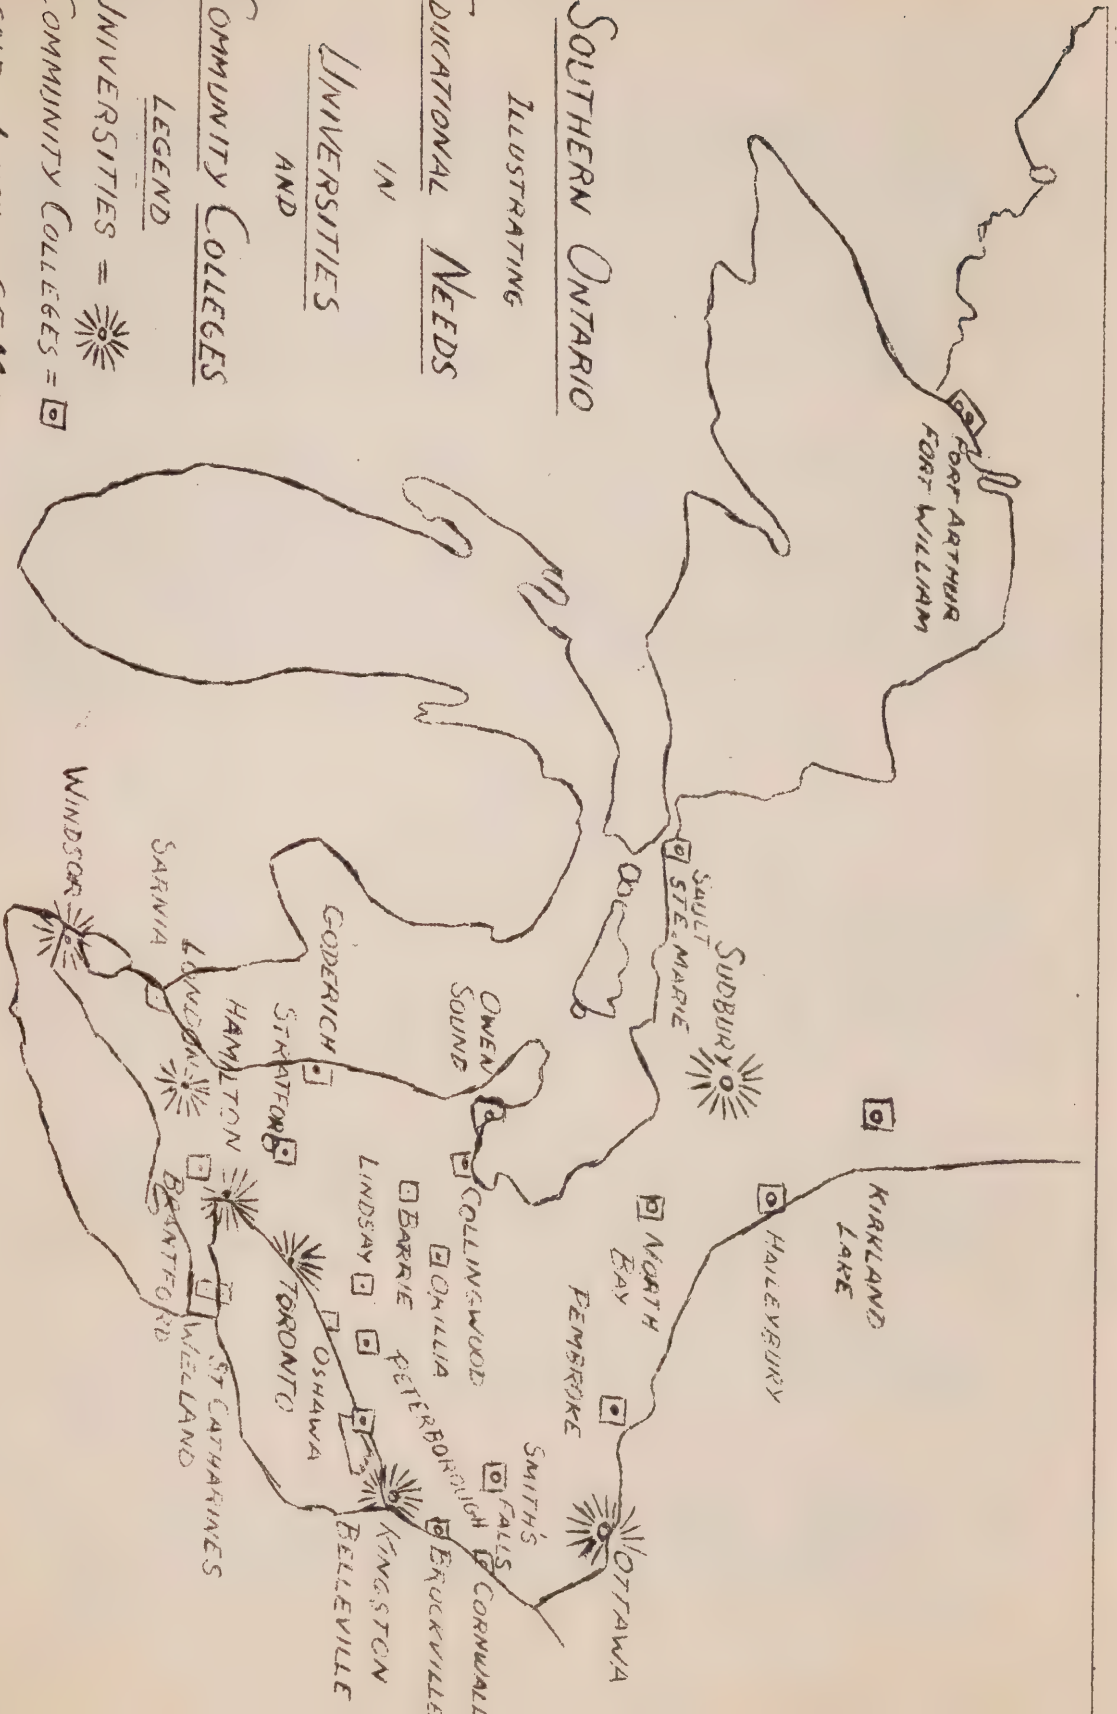 SOUTHERN ONTARIO
ILLUSTRATING
EDUCATIONAL NEEDS
IN
UNIVERSITIES
AND
COMMUNITY COLLEGES
LEGEND
UNIVERSITIES =
COMMUNITY COLLEGES =
PORT ARTHUR
FORT WILLIAM
SAULT
STE. MARIE
SUDBURY
KIRKLAND
LAKE
HAILEYBURY
NORTH
BAY
PEMBROKE
OTTAWA
OWEN
SOUND
COLLINGWOOD
ORILLIA
BARRIE
LINDSAY
PETERBOROUGH
SMITH'S
FALLS
CORNWALL
BROCKVILLE
KINGSTON
BELLEVILLE
GODERICH
STRATFORD
HAMILTON
LONDON
SARNIA
WINDSOR
TORONTO
OSHAWA
BRANTFORD
WELLAND
ST CATHARINES